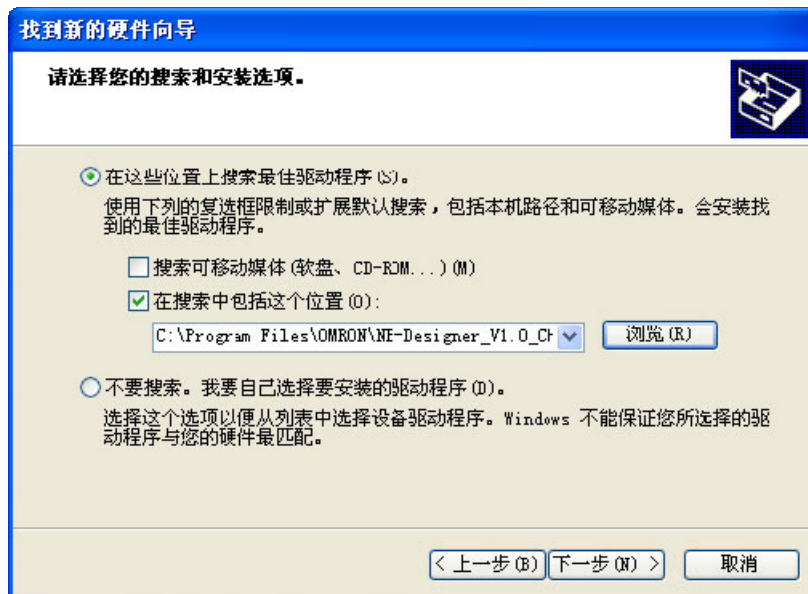 找到新的硬件向导
请选择您的搜索和安装选项。
在这些位置上搜索最佳驱动程序(S)。
使用下列的复选框限制或扩展默认搜索，包括本机路径和可移动媒体。会安装找
到的最佳驱动程序。
搜索可移动媒体(软盘、CD-ROM...)(M)
在搜索中包括这个位置(O):
C:\Program Files\OMRON\NE-Designer_V1.0_CH
浏览(R)
不要搜索。我要自己选择要安装的驱动程序(D)。
选择这个选项以便从列表中选择设备驱动程序。Windows 不能保证您所选择的驱
动程序与您的硬件最匹配。
< 上一步(B) 下一步(N) > 取消